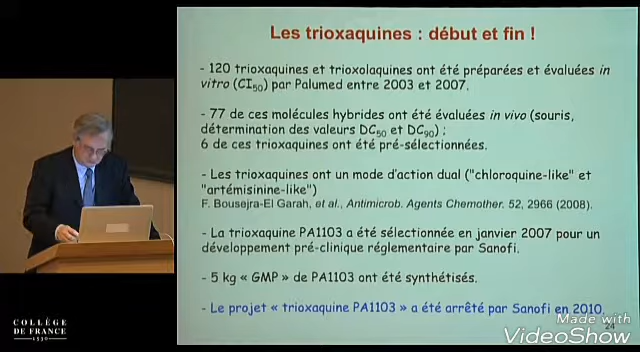 Les trioxaquines : début et fin !
- 120 trioxaquines et trioxolaquines ont été préparées et évaluées in
vitro (CI50) par Palumed entre 2003 et 2007.
- 77 de ces molécules hybrides ont été évaluées in vivo (souris,
détermination des valeurs DC50 et DC90) ;
6 de ces trioxaquines ont été pré-sélectionnées.
- Les trioxaquines ont un mode d'action dual ("chloroquine-like" et
"artémisinine-like")
F. Bousejra-El Garah, et al., Antimicrob. Agents Chemother. 52, 2966 (2008).
- La trioxaquine PA1103 a été sélectionnée en janvier 2007 pour un
développement pré-clinique réglementaire par Sanofi.
- 5 kg « GMP » de PA1103 ont été synthétisés.
- Le projet « trioxaquine PA1103 » a été arrêté par Sanofi en 2010.
24
Made with
VideoShow
COLLÈGE
DE FRANCE
1530